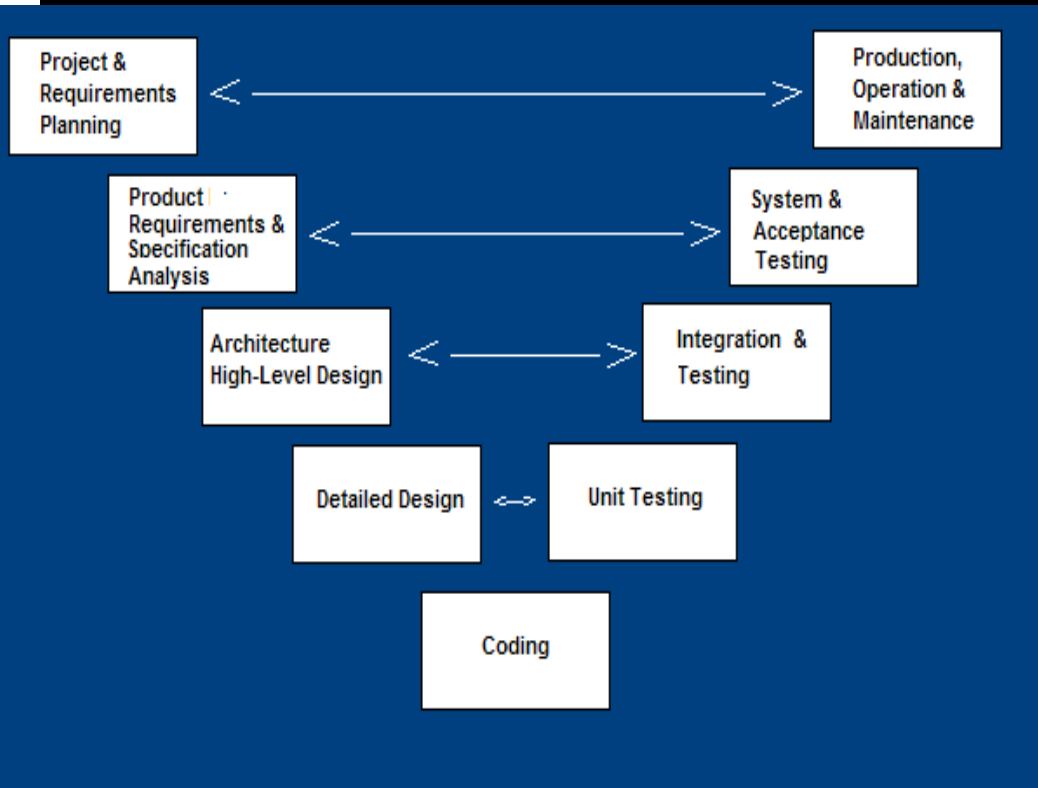 Project &
Requirements
Planning
Production,
Operation &
Maintenance
Product
Requirements &
Specification
Analysis
System &
Acceptance
Testing
Architecture
High-Level Design
Integration &
Testing
Detailed Design
Unit Testing
Coding